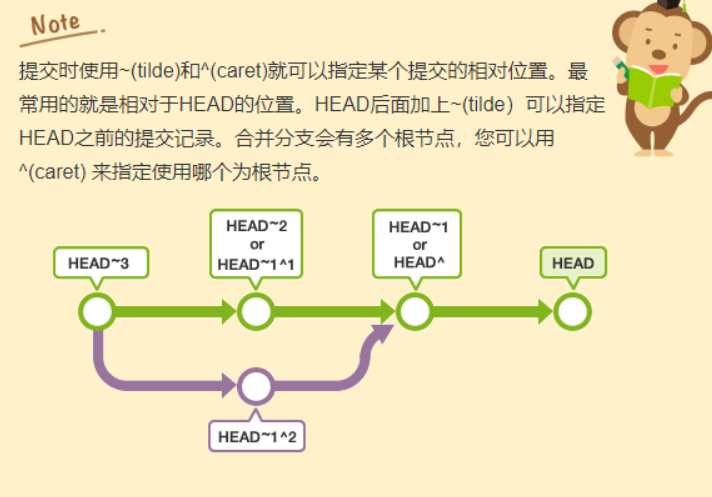 Note
提交时使用~(tilde)和^(caret)就可以指定某个提交的相对位置。最
常用的就是相对于HEAD的位置。HEAD后面加上~(tilde）可以指定
HEAD之前的提交记录。合并分支会有多个根节点，您可以用
^(caret) 来指定使用哪个为根节点。
HEAD~3
HEAD~2
or
HEAD~1^1
HEAD~1
or
HEAD^
HEAD
HEAD~1^2